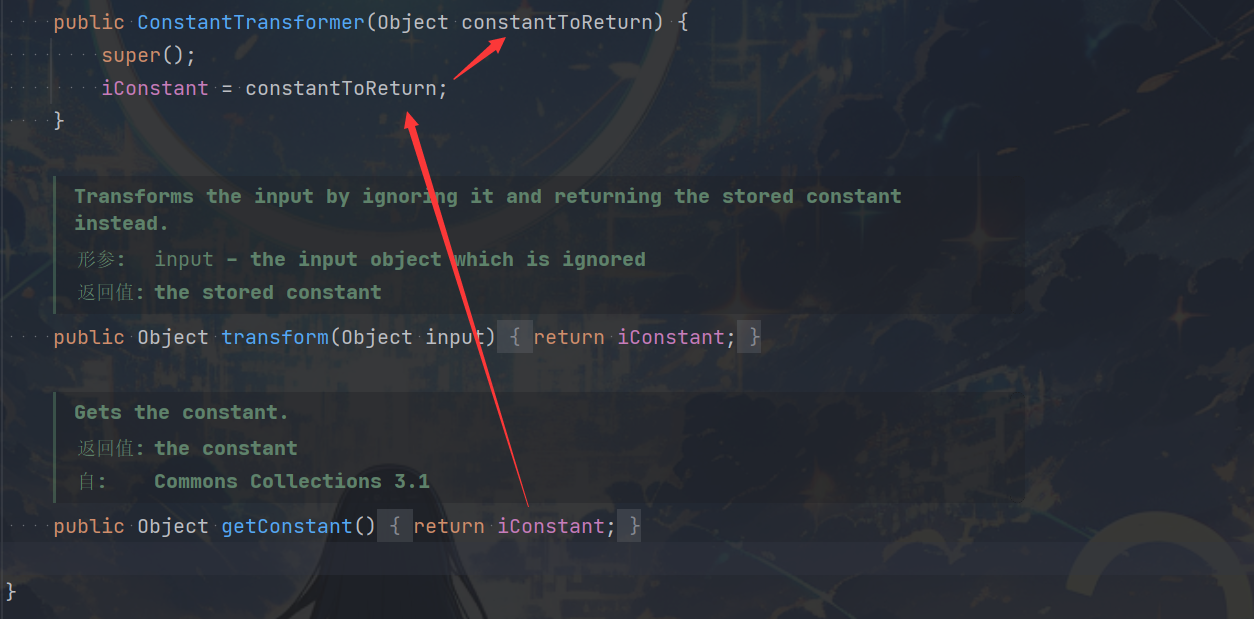 public ConstantTransformer(Object constantToReturn) {
super();
iConstant = constantToReturn;
}
Transforms the input by ignoring it and returning the stored constant
instead.
形参: input – the input object which is ignored
返回值: the stored constant
public Object transform(Object input) { return iConstant; }
Gets the constant.
返回值: the constant
自: Commons Collections 3.1
public Object getConstant() { return iConstant; }
}